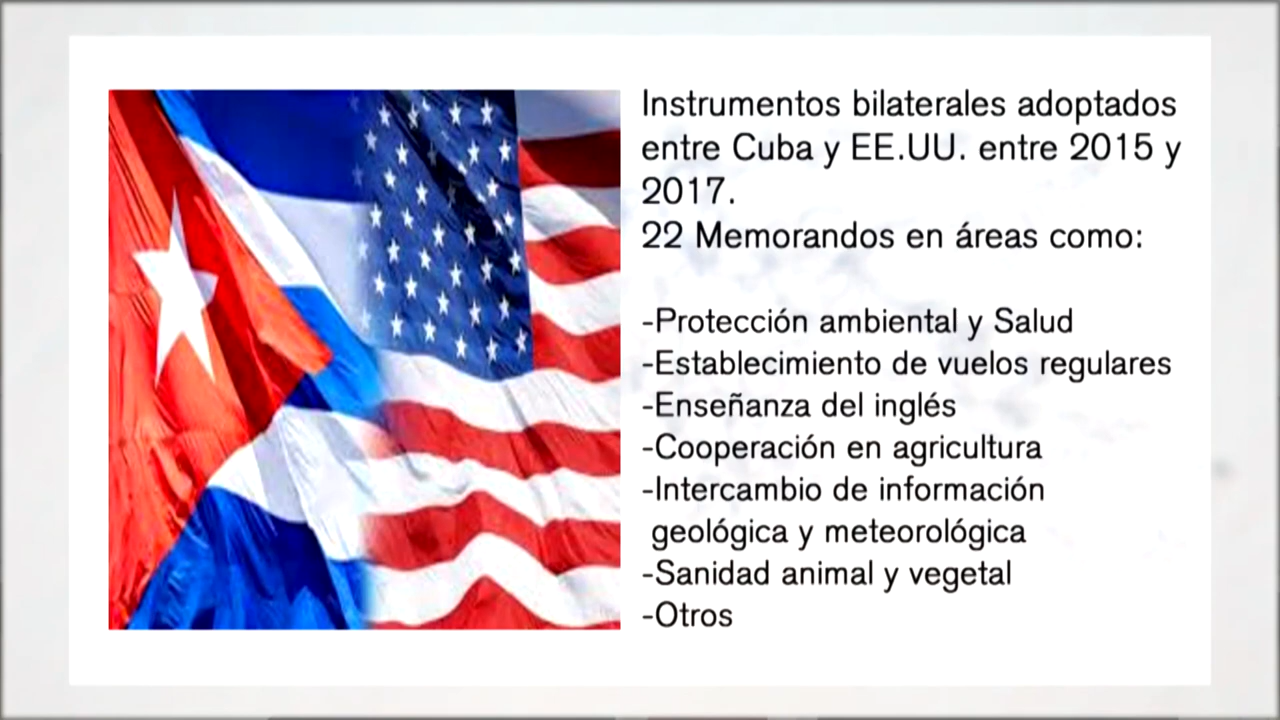 Instrumentos bilaterales adoptados
entre Cuba y EE.UU. entre 2015 y
2017.
22 Memorandos en áreas como:
-Protección ambiental y Salud
-Establecimiento de vuelos regulares
-Enseñanza del inglés
-Cooperación en agricultura
-Intercambio de información
geológica y meteorológica
-Sanidad animal y vegetal
-Otros